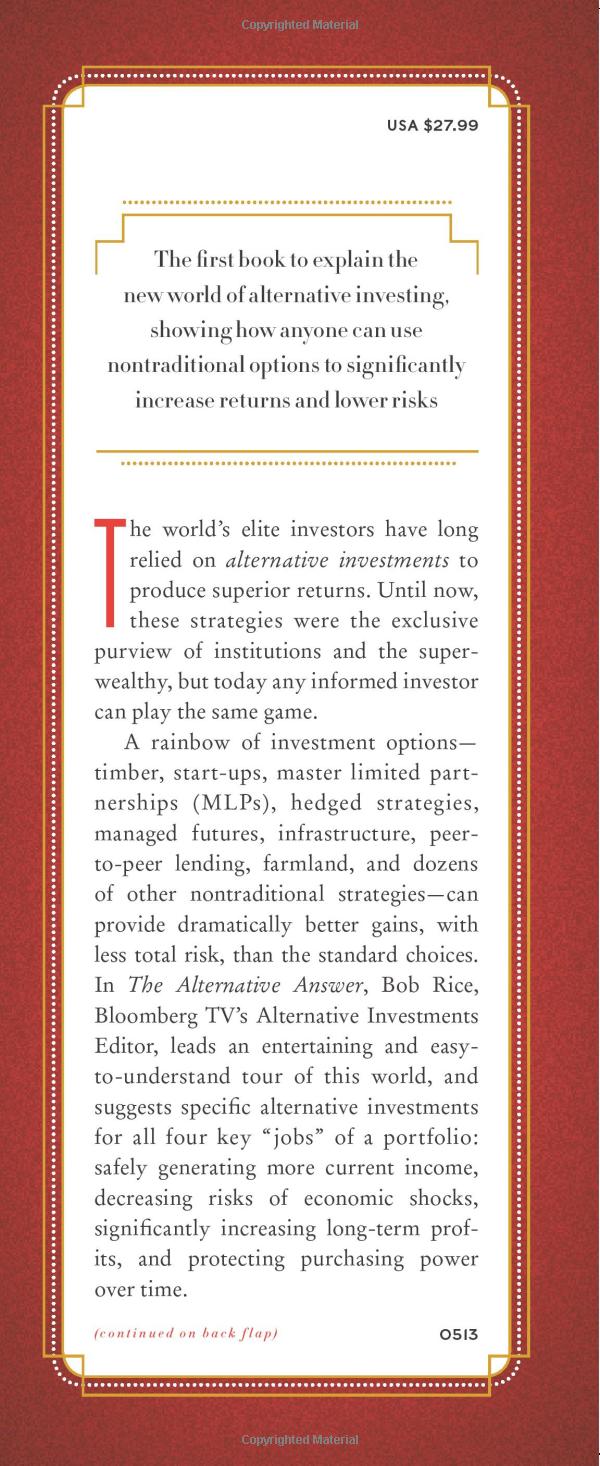 Copyrighted Material
USA $27.99
The first book to explain the
new world of alternative investing,
showing how anyone can use
nontraditional options to significantly
increase returns and lower risks
The world’s elite investors have long
relied on alternative investments to
produce superior returns. Until now,
these strategies were the exclusive
purview of institutions and the super-
wealthy, but today any informed investor
can play the same game.
A rainbow of investment options—
timber, start-ups, master limited part-
nerships (MLPs), hedged strategies,
managed futures, infrastructure, peer-
to-peer lending, farmland, and dozens
of other nontraditional strategies—can
provide dramatically better gains, with
less total risk, than the standard choices.
In The Alternative Answer, Bob Rice,
Bloomberg TV’s Alternative Investments
Editor, leads an entertaining and easy-
to-understand tour of this world, and
suggests specific alternative investments
for all four key “jobs” of a portfolio:
safely generating more current income,
decreasing risks of economic shocks,
significantly increasing long-term prof-
its, and protecting purchasing power
over time.
(continued on back flap) 0513
Copyrighted Material